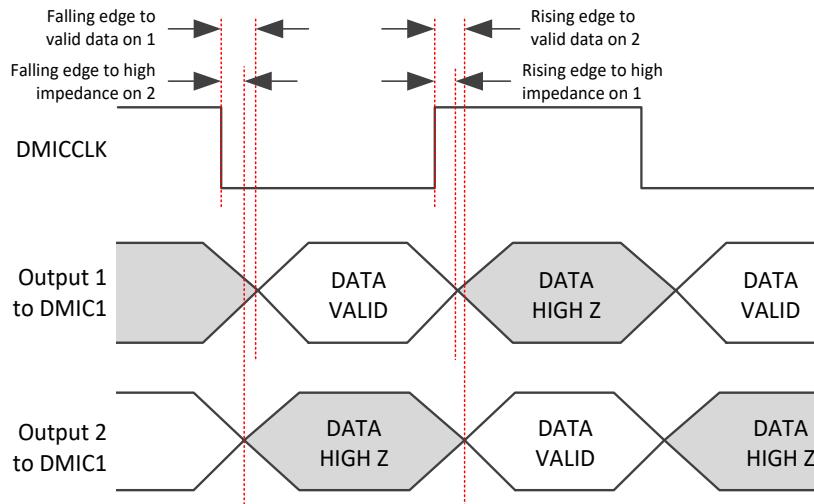 Falling edge to
valid data on 1
Rising edge to
valid data on 2
Falling edge to high
impedance on 2
Rising edge to high
impedance on 1
DMICCLK
Output 1
to DMIC1
DATA
VALID
DATA
HIGH Z
DATA
VALID
Output 2
to DMIC1
DATA
HIGH Z
DATA
VALID
DATA
HIGH Z